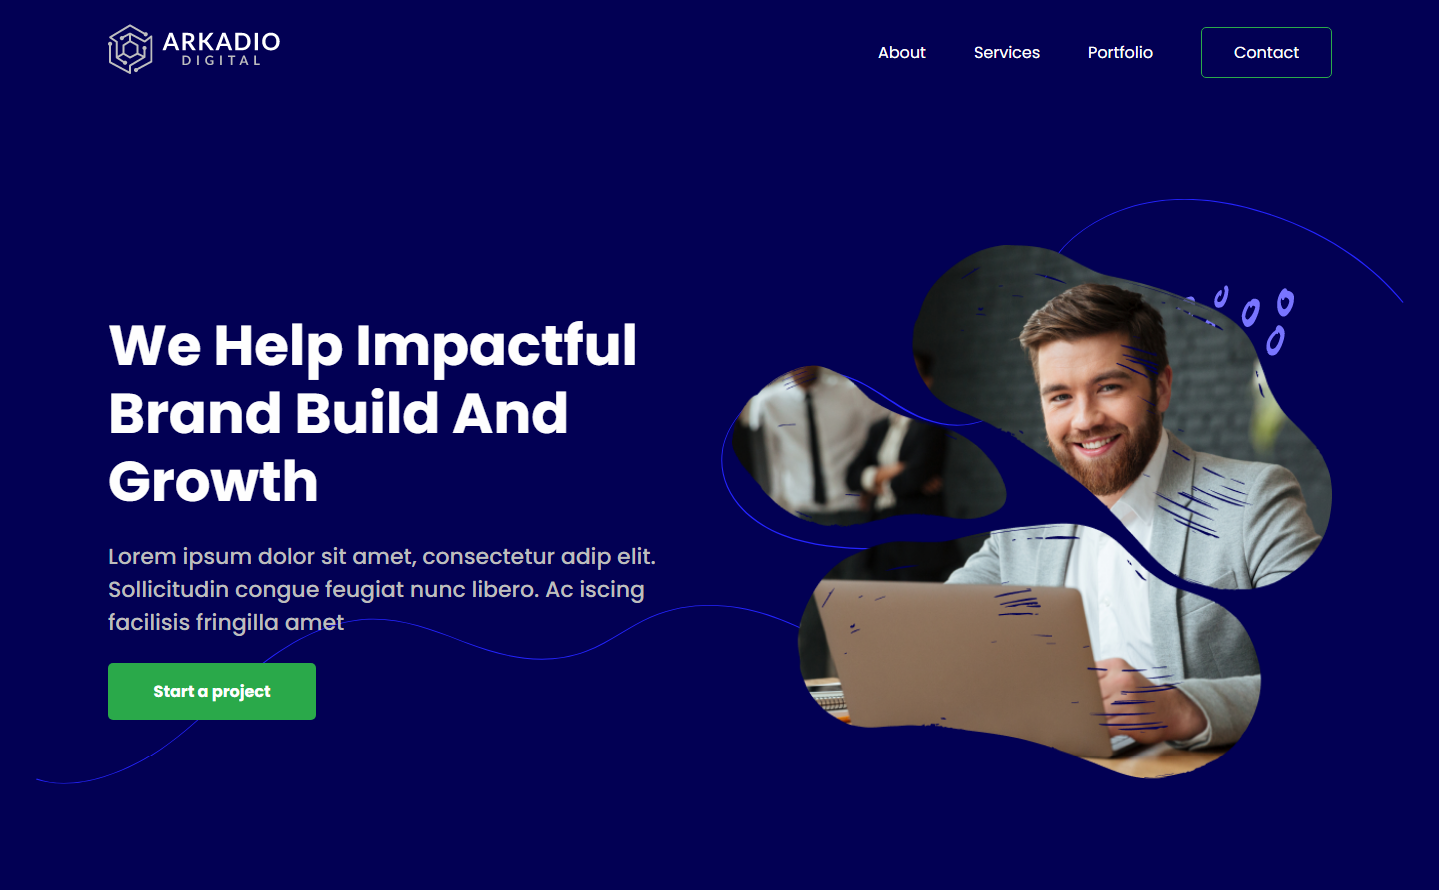 ARKADIO
DIGITAL
About
Services
Portfolio
Contact
We Help Impactful
Brand Build And
Growth
Lorem ipsum dolor sit amet, consectetur adip elit.
Sollicitudin congue feugiat nunc libero. Ac iscing
facilisis fringilla amet
Start a project